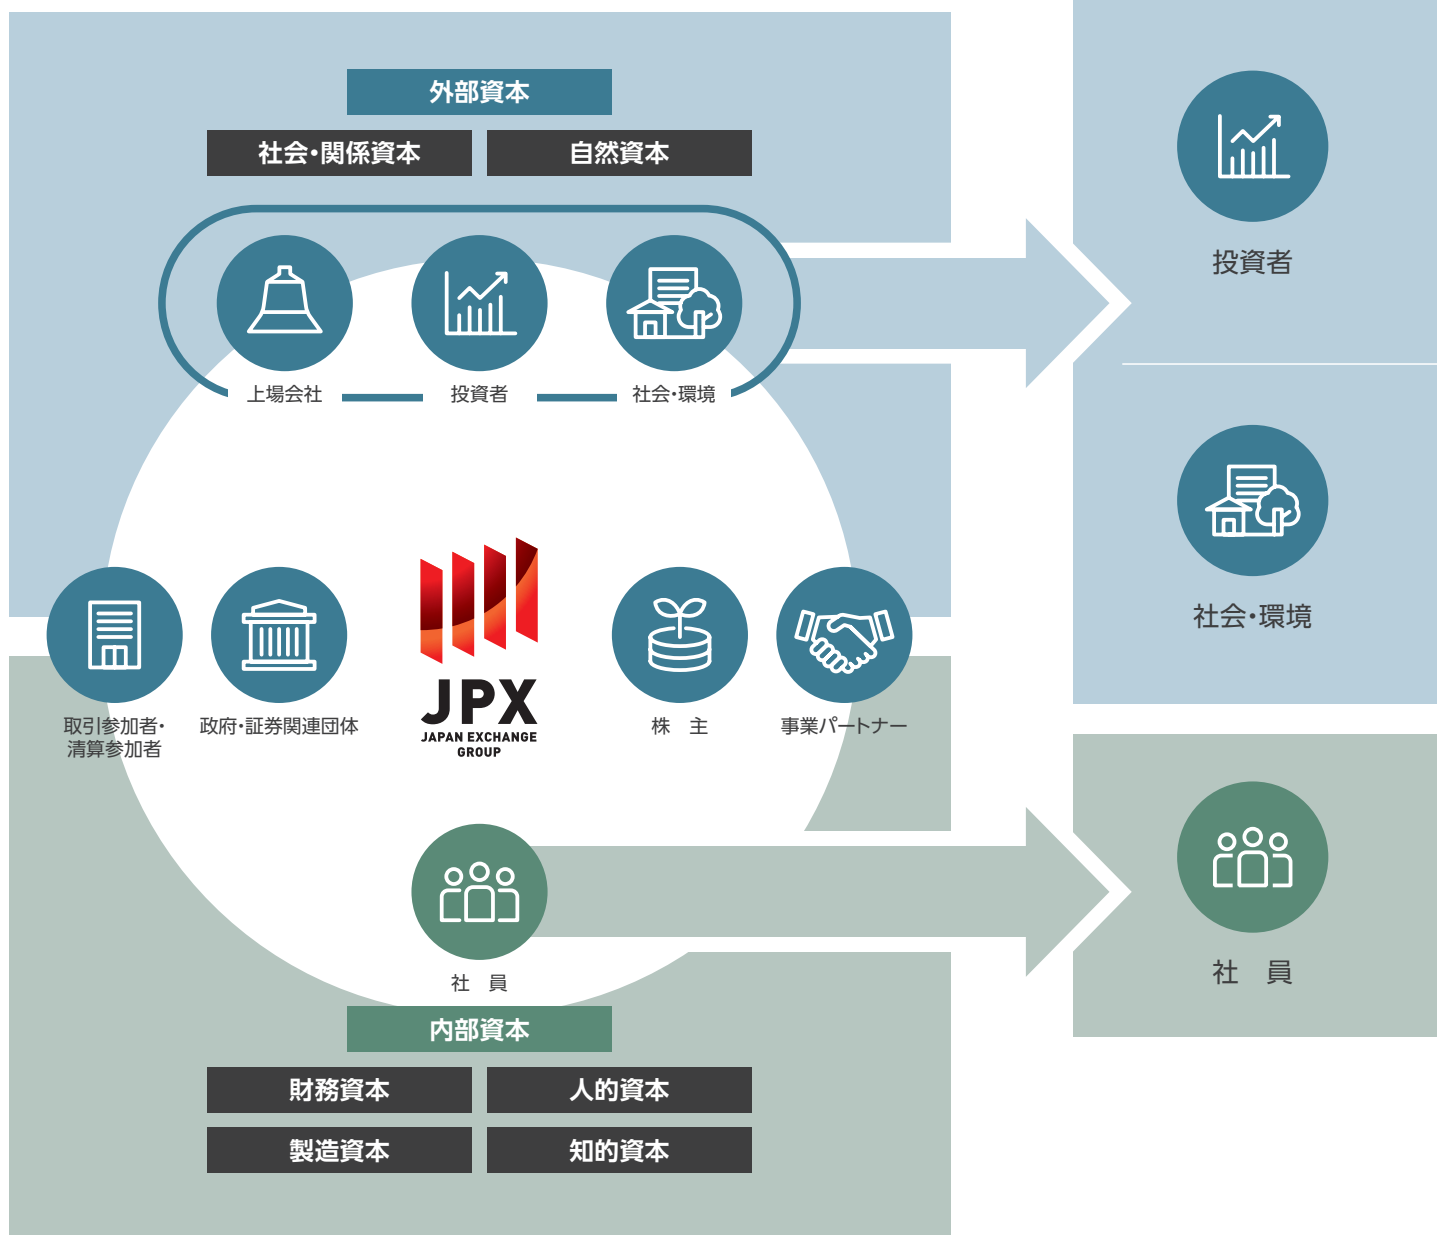 外部資本
社会・関係資本
自然資本
上場会社
投資者
社会・環境
取引参加者・
清算参加者
政府・証券関連団体
JPX
JAPAN EXCHANGE
GROUP
株　主
事業パートナー
社　員
内部資本
財務資本
人的資本
製造資本
知的資本
投資者
社会・環境
社　員